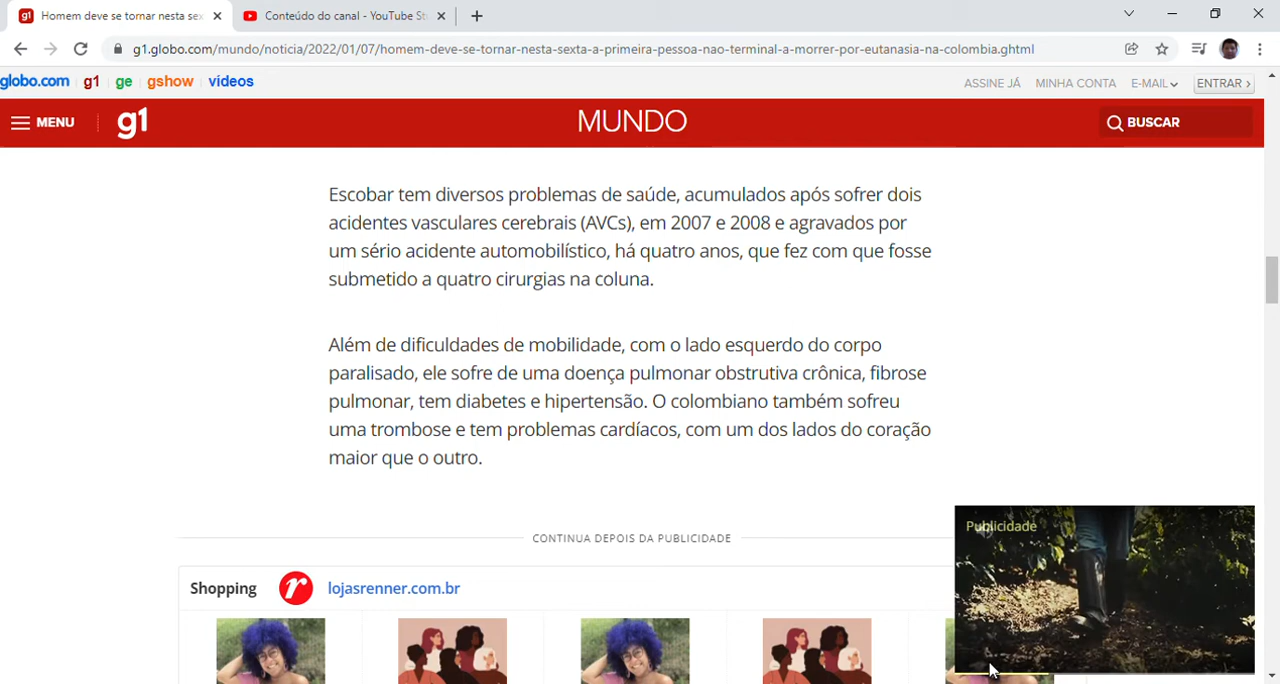 Homem deve se tornar nesta sex
Conteúdo do canal - YouTube St
g1.globo.com/mundo/noticia/2022/01/07/homem-deve-se-tornar-nesta-sexta-a-primeira-pessoa-nao-terminal-a-morrer-por-eutanasia-na-colombia.ghtml
globo.com g1 ge gshow videos
ASSINE JÁ MINHA CONTA E-MAIL ENTRAR ›
MENU g1 MUNDO BUSCAR
Escobar tem diversos problemas de saúde, acumulados após sofrer dois
acidentes vasculares cerebrais (AVCs), em 2007 e 2008 e agravados por
um sério acidente automobilístico, há quatro anos, que fez com que fosse
submetido a quatro cirurgias na coluna.
Além de dificuldades de mobilidade, com o lado esquerdo do corpo
paralisado, ele sofre de uma doença pulmonar obstrutiva crônica, fibrose
pulmonar, tem diabetes e hipertensão. O colombiano também sofreu
uma trombose e tem problemas cardíacos, com um dos lados do coração
maior que o outro.
CONTINUA DEPOIS DA PUBLICIDADE
Publicidade
Shopping r lojasrenner.com.br